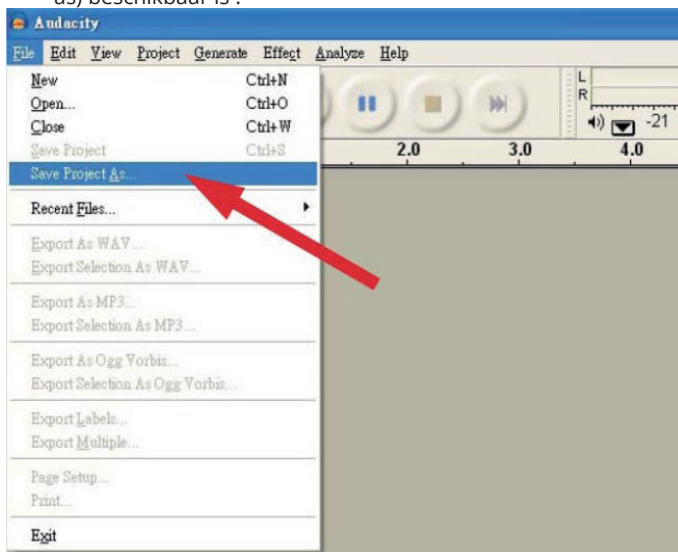 as) beschikbaar is .
Audacity
File Edit View Project Generate Effect Analyze Help
New Ctrl+N
Open... Ctrl+O
Close Ctrl+W
Save Project Ctrl+S
Save Project As...
Recent Files...
Export As WAV...
Export Selection As WAV...
Export As MP3...
Export Selection As MP3...
Export As Ogg Vorbis...
Export Selection As Ogg Vorbis...
Export Labels...
Export Multiple...
Page Setup...
Print...
Exit
L
R
-21
2.0 3.0 4.0